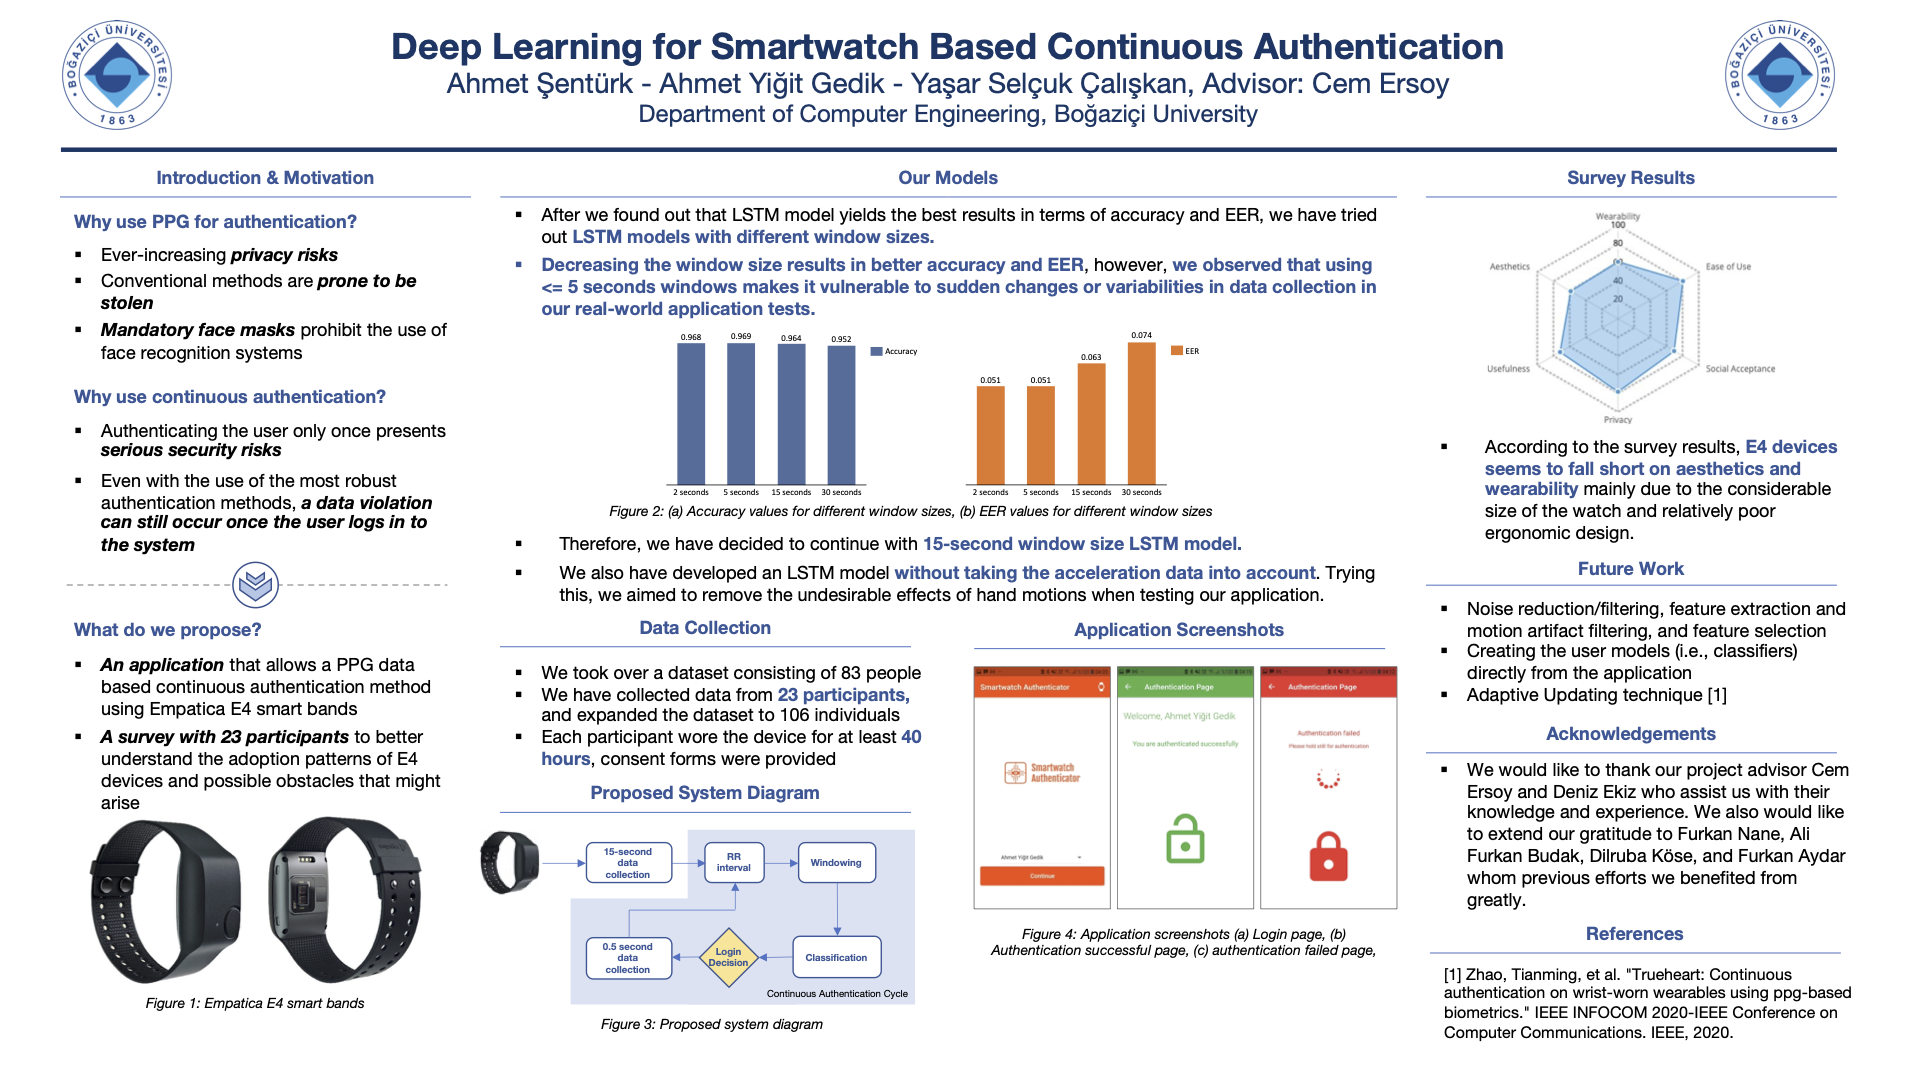 BOĞAZİÇİ ÜNİVERSİTESİ
1863
Deep Learning for Smartwatch Based Continuous Authentication
Ahmet Şentürk - Ahmet Yiğit Gedik - Yaşar Selçuk Çalışkan, Advisor: Cem Ersoy
Department of Computer Engineering, Boğaziçi University
BOĞAZİÇİ ÜNİVERSİTESİ
1863
Introduction & Motivation
Why use PPG for authentication?
▪ Ever-increasing privacy risks
▪ Conventional methods are prone to be
stolen
▪ Mandatory face masks prohibit the use of
face recognition systems
Why use continuous authentication?
▪ Authenticating the user only once presents
serious security risks
▪ Even with the use of the most robust
authentication methods, a data violation
can still occur once the user logs in to
the system
What do we propose?
▪ An application that allows a PPG data
based continuous authentication method
using Empatica E4 smart bands
▪ A survey with 23 participants to better
understand the adoption patterns of E4
devices and possible obstacles that might
arise
Figure 1: Empatica E4 smart bands
Our Models
▪ After we found out that LSTM model yields the best results in terms of accuracy and EER, we have tried
out LSTM models with different window sizes.
▪ Decreasing the window size results in better accuracy and EER, however, we observed that using
<= 5 seconds windows makes it vulnerable to sudden changes or variabilities in data collection in
our real-world application tests.
0.968
0.969
0.964
0.952
Accuracy
2 seconds
5 seconds
15 seconds
30 seconds
0.051
0.051
0.063
0.074
EER
2 seconds
5 seconds
15 seconds
30 seconds
Figure 2: (a) Accuracy values for different window sizes, (b) EER values for different window sizes
▪ Therefore, we have decided to continue with 15-second window size LSTM model.
▪ We also have developed an LSTM model without taking the acceleration data into account. Trying
this, we aimed to remove the undesirable effects of hand motions when testing our application.
Data Collection
▪ We took over a dataset consisting of 83 people
▪ We have collected data from 23 participants,
and expanded the dataset to 106 individuals
▪ Each participant wore the device for at least 40
hours, consent forms were provided
Proposed System Diagram
15-second
data
collection
RR
interval
Windowing
0.5 second
data
collection
Login
Decision
Classification
Continuous Authentication Cycle
Figure 3: Proposed system diagram
Application Screenshots
Smartwatch Authenticator
Smartwatch
Authenticator
Ahmet Yiğit Gedik
Continue
Authentication Page
Welcome, Ahmet Yiğit Gedik
You are authenticated successfully
Authentication Page
Authentication failed
Please hold still for authentication
Figure 4: Application screenshots (a) Login page, (b)
Authentication successful page, (c) authentication failed page,
Survey Results
Wearability
100
80
60
40
20
Aesthetics
Ease of Use
Usefulness
Social Acceptance
Privacy
▪ According to the survey results, E4 devices
seems to fall short on aesthetics and
wearability mainly due to the considerable
size of the watch and relatively poor
ergonomic design.
Future Work
▪ Noise reduction/filtering, feature extraction and
motion artifact filtering, and feature selection
▪ Creating the user models (i.e., classifiers)
directly from the application
▪ Adaptive Updating technique [1]
Acknowledgements
▪ We would like to thank our project advisor Cem
Ersoy and Deniz Ekiz who assist us with their
knowledge and experience. We also would like
to extend our gratitude to Furkan Nane, Ali
Furkan Budak, Dilruba Köse, and Furkan Aydar
whom previous efforts we benefited from
greatly.
References
[1] Zhao, Tianming, et al. "Trueheart: Continuous
authentication on wrist-worn wearables using ppg-based
biometrics." IEEE INFOCOM 2020-IEEE Conference on
Computer Communications. IEEE, 2020.